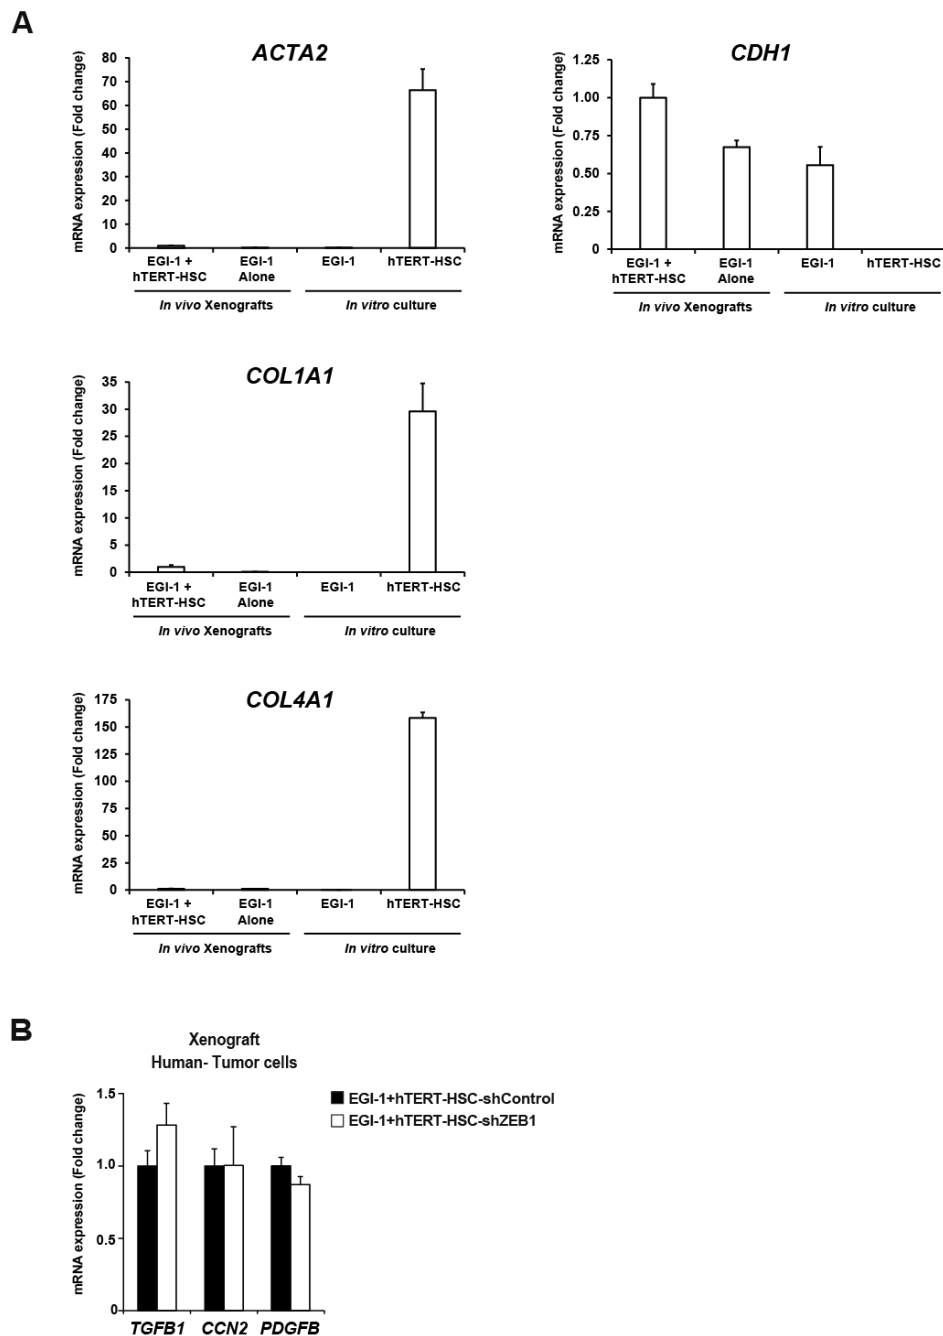 A
ACTA2
mRNA expression (Fold change)
80
70
60
50
40
30
20
10
0
EGI-1 +
hTERT-HSC
EGI-1
Alone
EGI-1
hTERT-HSC
In vivo Xenografts
In vitro culture
CDH1
mRNA expression (Fold change)
1.25
1.00
0.75
0.50
0.25
0
EGI-1 +
hTERT-HSC
EGI-1
Alone
EGI-1
hTERT-HSC
In vivo Xenografts
In vitro culture
COL1A1
mRNA expression (Fold change)
35
30
25
20
15
10
5
0
EGI-1 +
hTERT-HSC
EGI-1
Alone
EGI-1
hTERT-HSC
In vivo Xenografts
In vitro culture
COL4A1
mRNA expression (Fold change)
175
150
125
100
75
50
25
0
EGI-1 +
hTERT-HSC
EGI-1
Alone
EGI-1
hTERT-HSC
In vivo Xenografts
In vitro culture
B
Xenograft
Human- Tumor cells
mRNA expression (Fold change)
1.5
1.0
0.5
0
TGFB1 CCN2 PDGFB
EGI-1+hTERT-HSC-shControl
EGI-1+hTERT-HSC-shZEB1